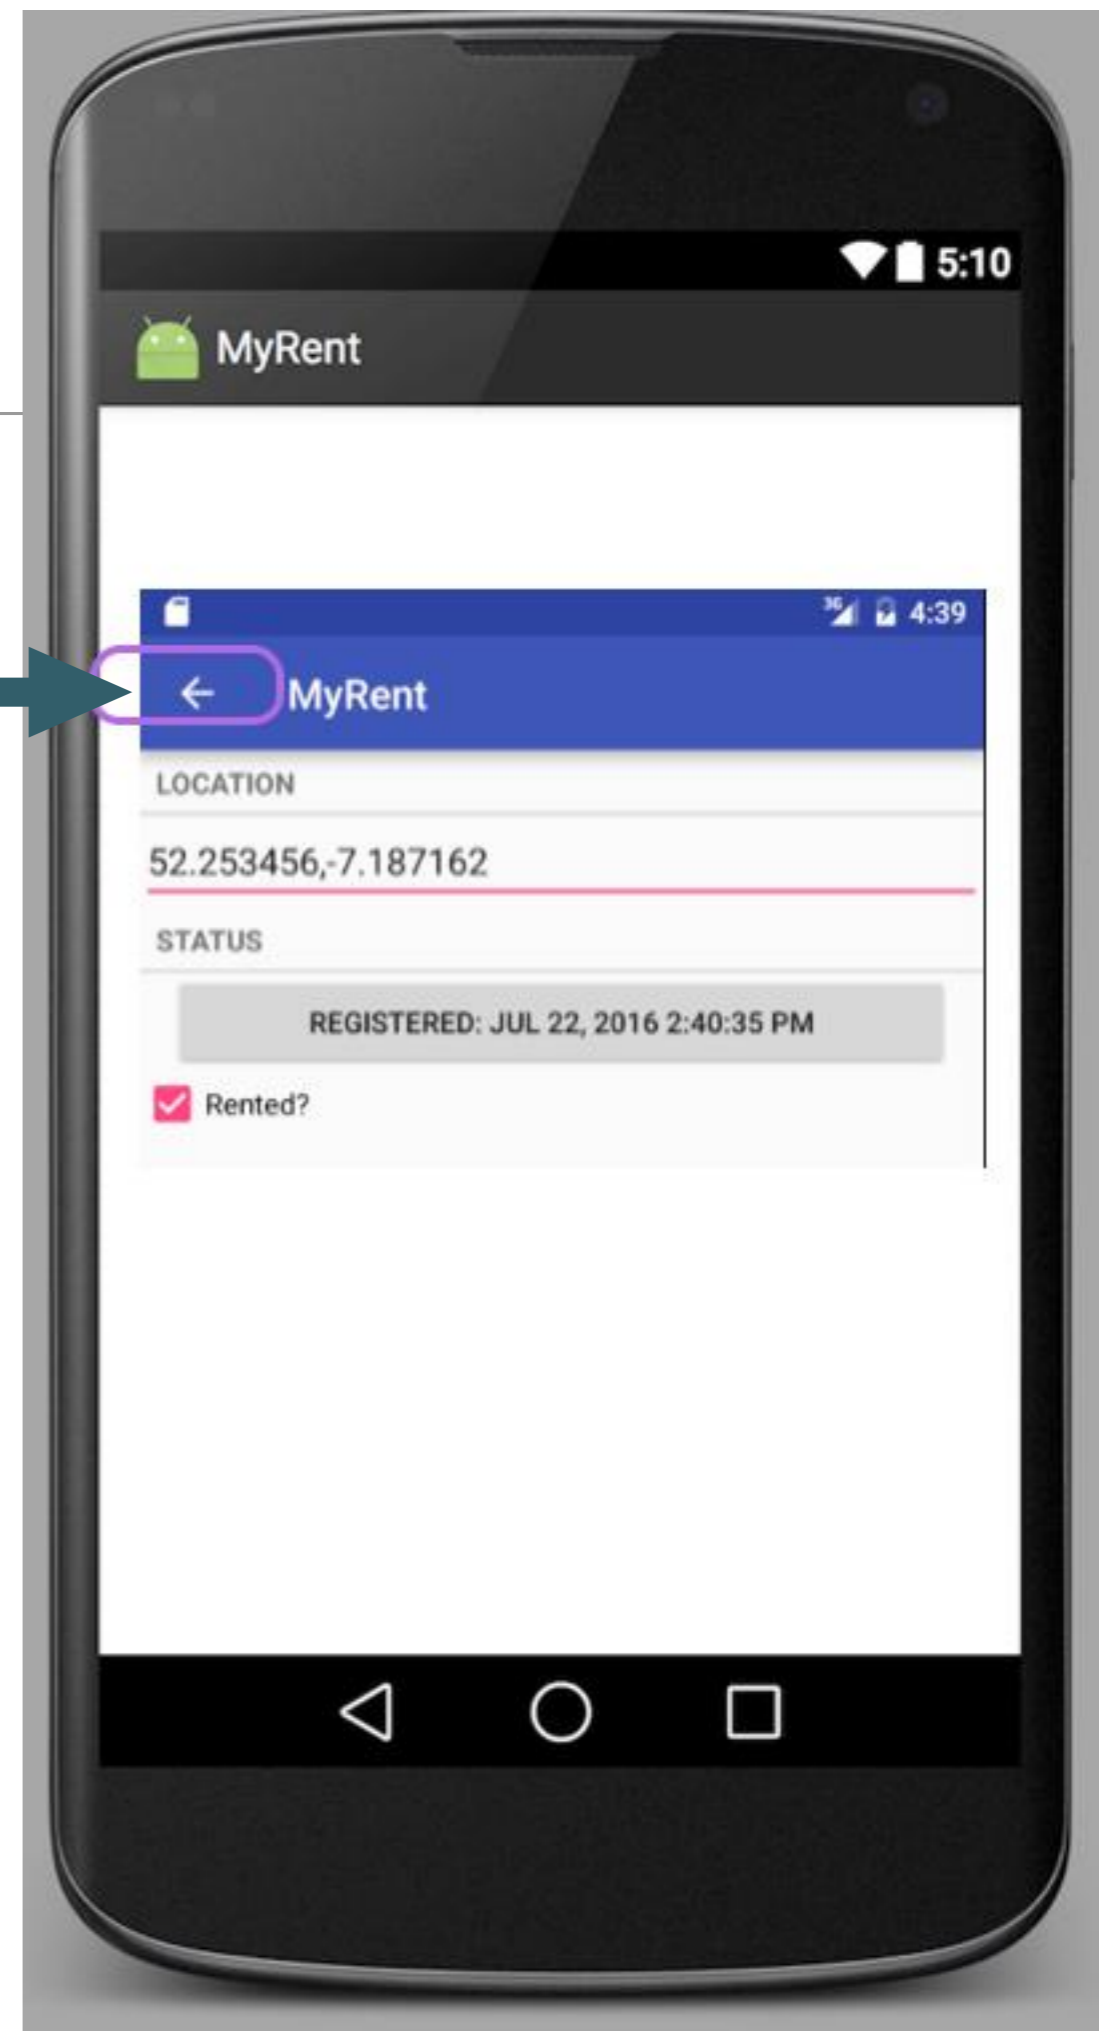 5:10
MyRent
3G 4:39
MyRent
LOCATION
52.253456,-7.187162
STATUS
REGISTERED: JUL 22, 2016 2:40:35 PM
Rented?